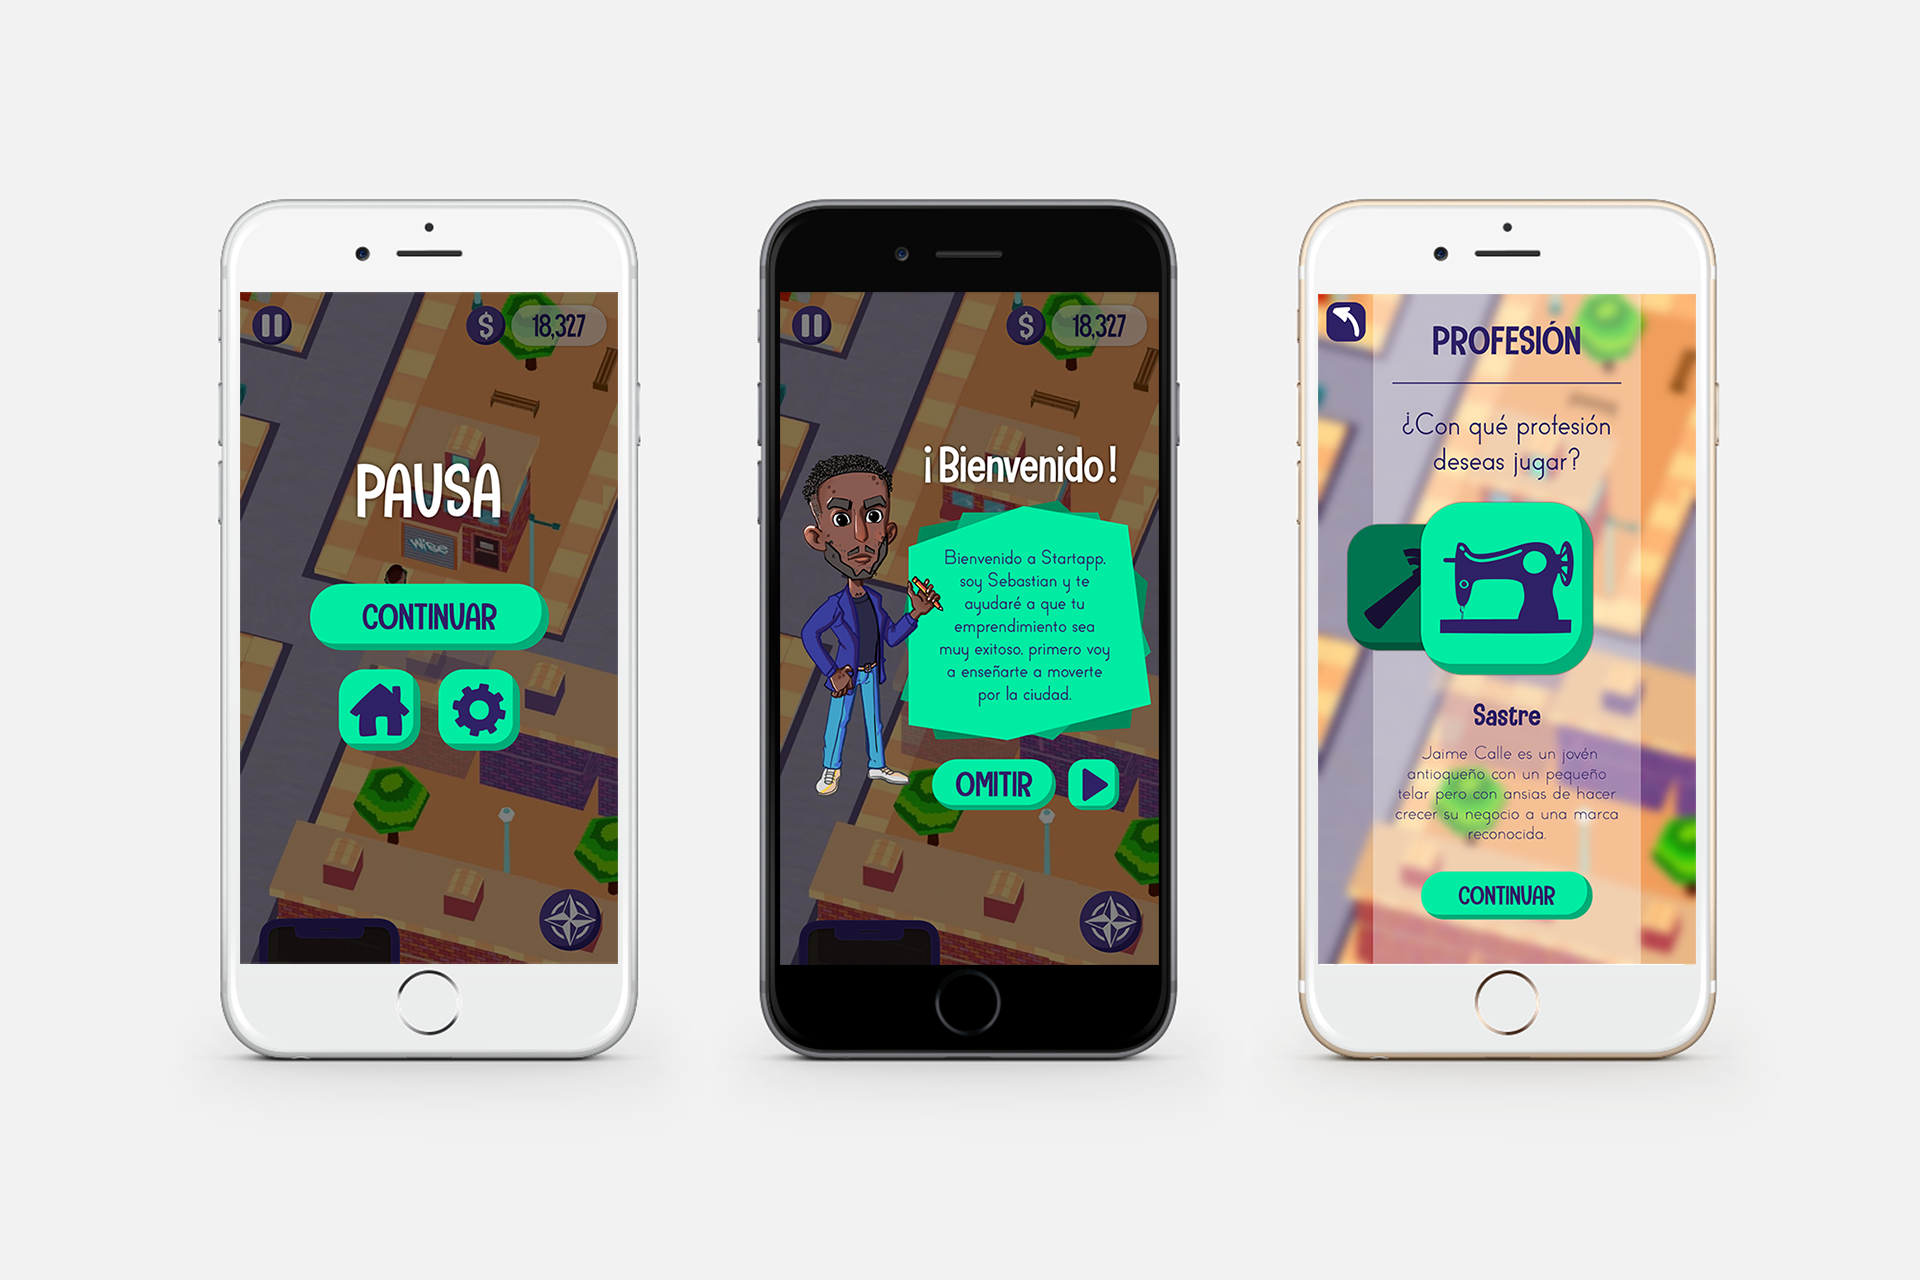 18,327
PAUSA
wise
CONTINUAR
$
18,327
$
¡Bienvenido!
Bienvenido a Startapp.
soy Sebastian y te
ayudaré a que tu
emprendimiento sea
muy exitoso. primero voy
a enseñarte a moverte
por la ciudad.
OMITIR
PROFESIÓN
¿Con qué profesión
deseas jugar?
Sastre
Jaime Calle es un jovén
antioqueño con un pequeño
telar pero con ansias de hacer
crecer su negocio a una marca
reconocida.
CONTINUAR